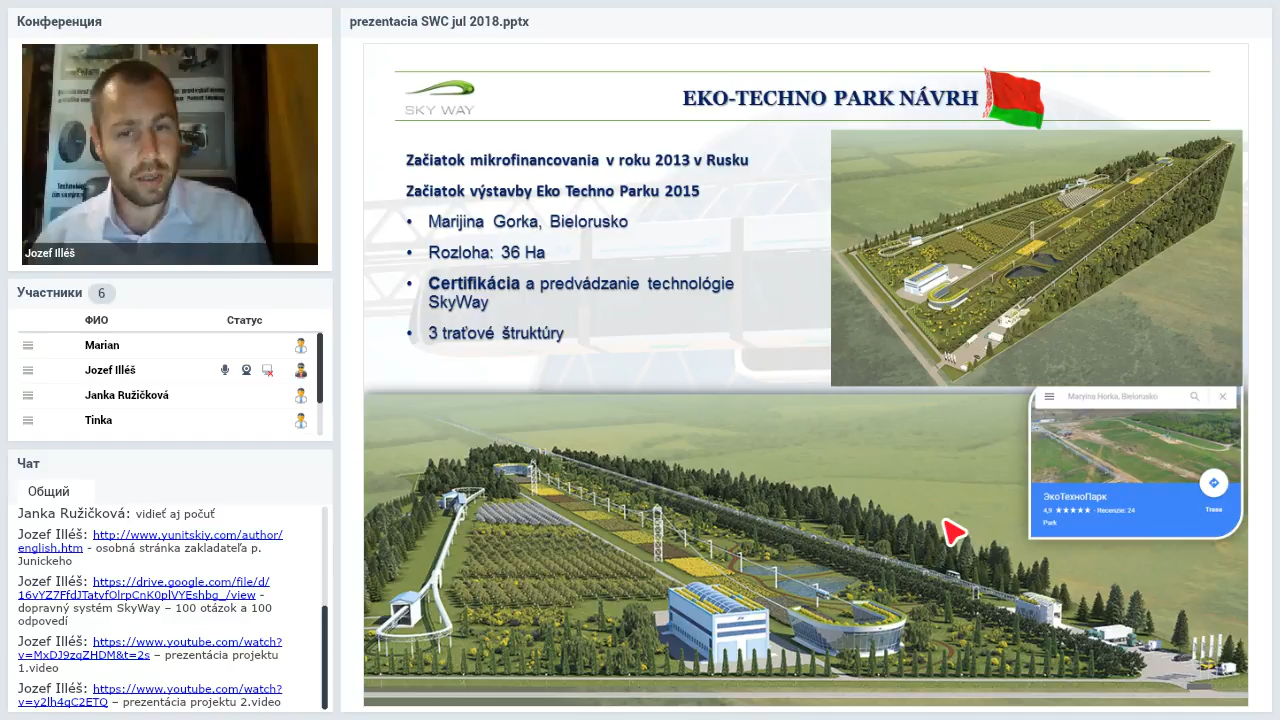 Конференция
Jozef Illéš
Участники 6
ФИО Статус
Marian
Jozef Illéš
Janka Ružičková
Tinka
Чат
Общий
Janka Ružičková: vidieť aj počuť
Jozef Illéš: http://www.yunitskiy.com/author/
english.htm - osobná stránka zakladateľa p.
Junickeho
Jozef Illéš: https://drive.google.com/file/d/
16vYZ7FfdJTatvfOlrpCnK0plVYEshbg_/view -
dopravný systém SkyWay – 100 otázok a 100
odpovedí
Jozef Illéš: https://www.youtube.com/watch?
v=MxDJ9zqZHDM&t=2s – prezentácia projektu
1.video
Jozef Illéš: https://www.youtube.com/watch?
v=y2lh4qC2ETQ – prezentácia projektu 2.video
prezentacia SWC jul 2018.pptx
SKY WAY
EKO-TECHNO PARK NÁVRH
Začiatok mikrofinancovania v roku 2013 v Rusku
Začiatok výstavby Eko Techno Parku 2015
• Marijina Gorka, Bielorusko
• Rozloha: 36 Ha
• Certifikácia a predvádzanie technológie
SkyWay
• 3 traťové štruktúry
Maryina Horka, Bielorusko
ЭкоТехноПарк
4,9 ★★★★★ · Recenzie: 24
Park
Trasa